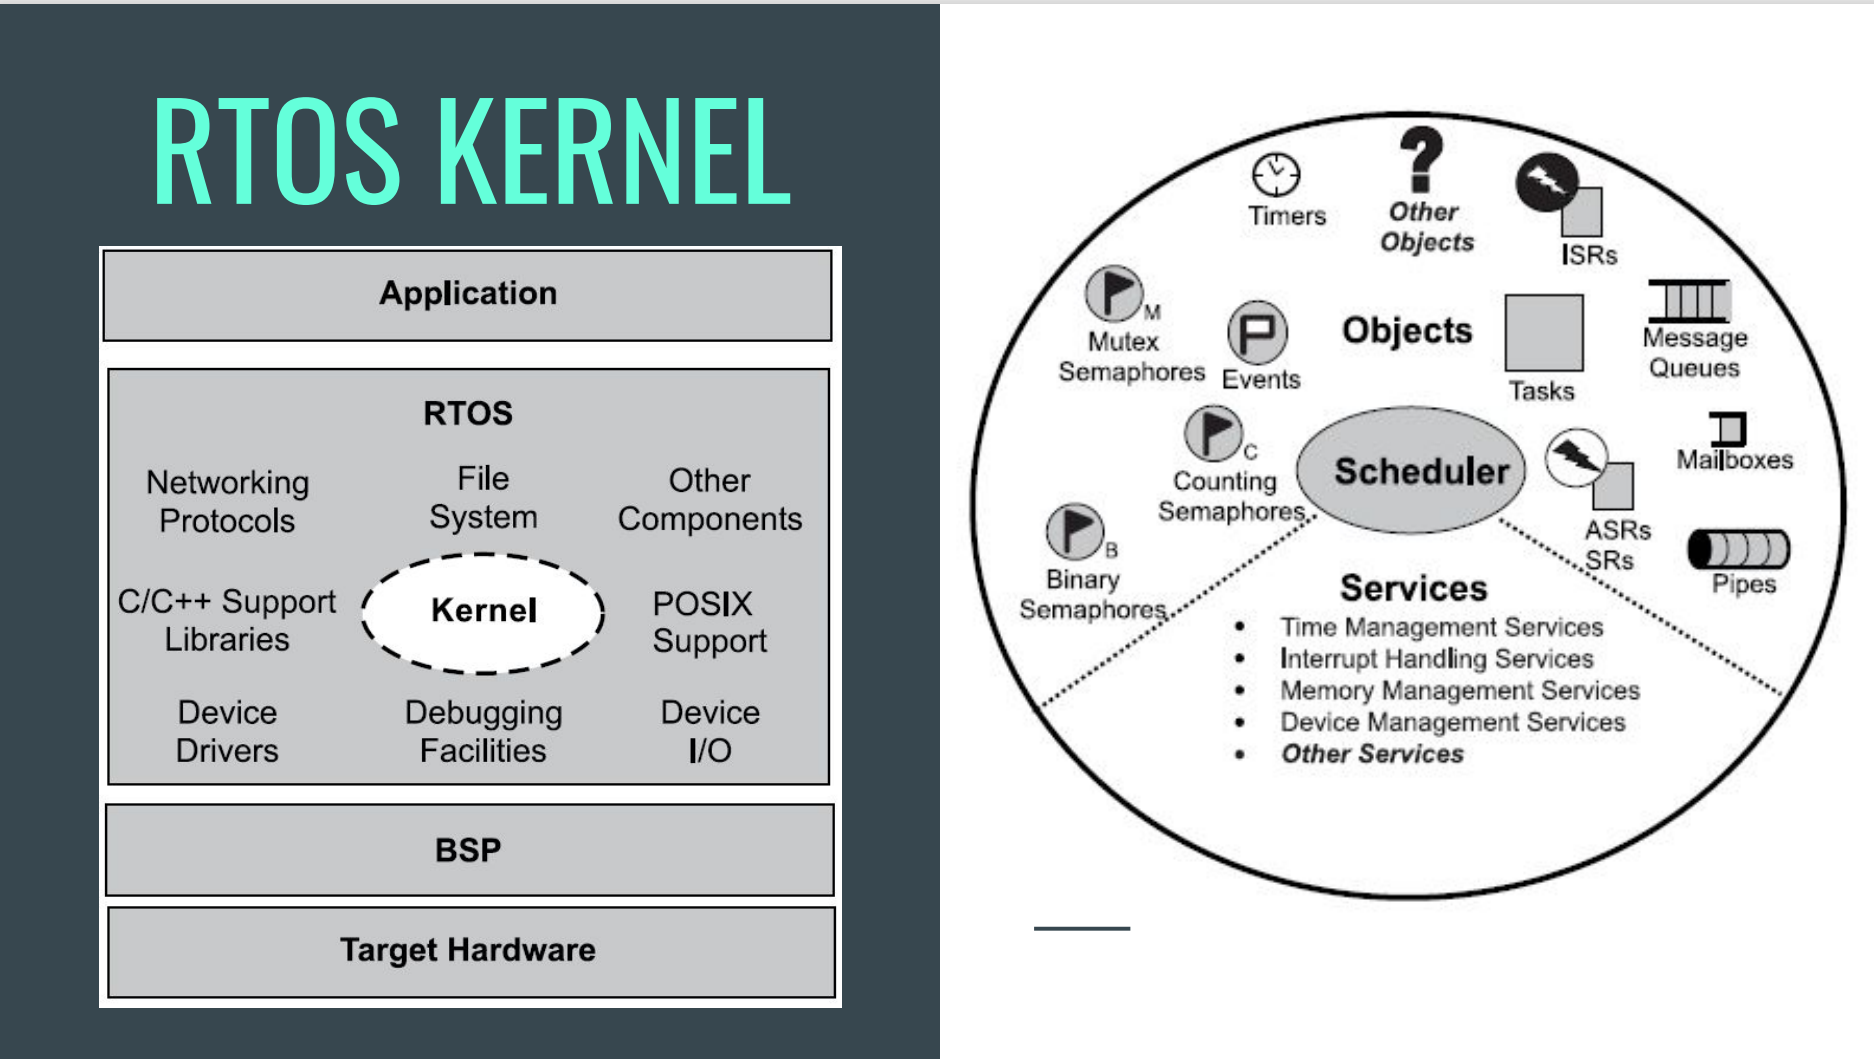 RTOS KERNEL
Application
RTOS
Networking
Protocols
File
System
Other
Components
C/C++ Support
Libraries
Kernel
POSIX
Support
Device
Drivers
Debugging
Facilities
Device
I/O
BSP
Target Hardware
Timers
?
Other
Objects
ISRs
M
Mutex
Semaphores
Events
Objects
Tasks
Message
Queues
C
Counting
Semaphores
Scheduler
ASRs
SRs
Mailboxes
B
Binary
Semaphores
Pipes
Services
• Time Management Services
• Interrupt Handling Services
• Memory Management Services
• Device Management Services
• Other Services